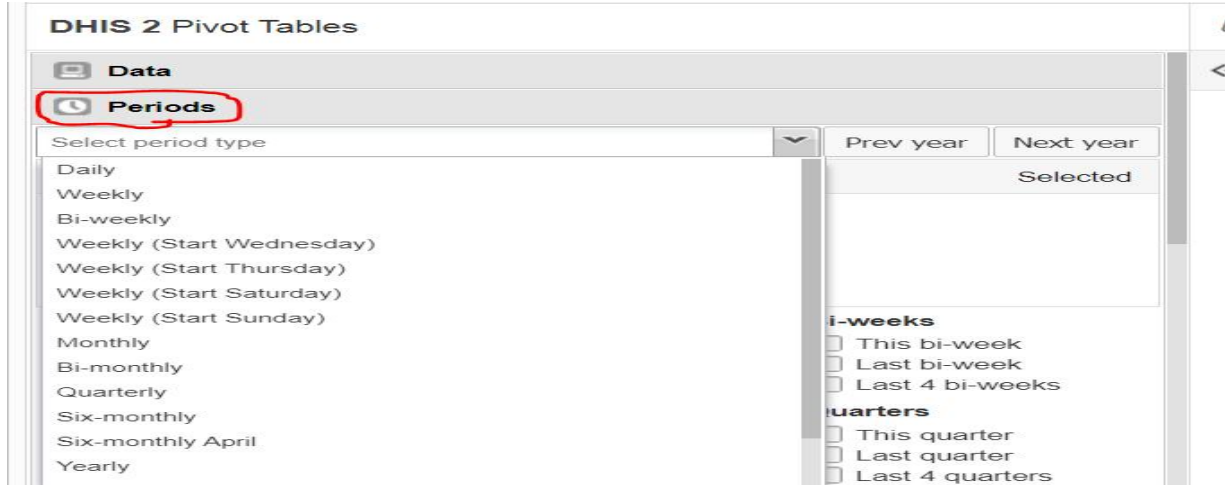 DHIS 2 Pivot Tables
Data
Periods
Select period type
Prev year
Next year
Daily
Weekly
Bi-weekly
Weekly (Start Wednesday)
Weekly (Start Thursday)
Weekly (Start Saturday)
Weekly (Start Sunday)
Monthly
Bi-monthly
Quarterly
Six-monthly
Six-monthly April
Yearly
Selected
i-weeks
This bi-week
Last bi-week
Last 4 bi-weeks
uarters
This quarter
Last quarter
Last 4 quarters